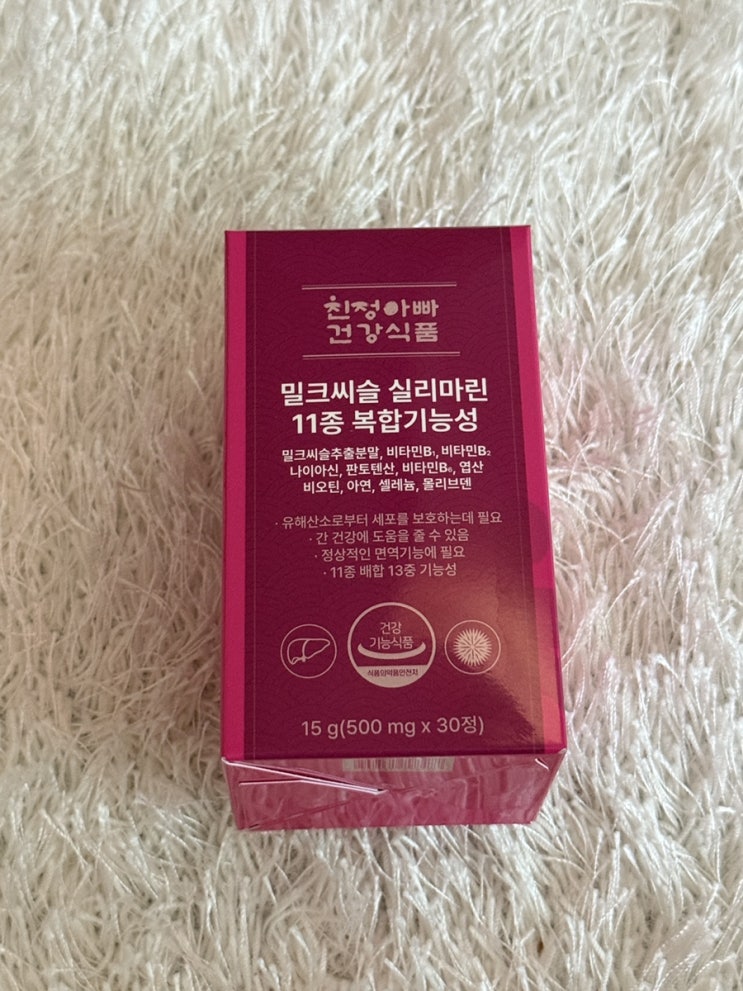 친정아빠
건강식품
밀크씨슬 실리마린
11종 복합기능성
밀크씨슬추출분말, 비타민B₁, 비타민B₂
나이아신, 판토텐산, 비타민B₆, 엽산
비오틴, 아연, 셀레늄, 몰리브덴
· 유해산소로부터 세포를 보호하는데 필요
· 간 건강에 도움을 줄 수 있음
· 정상적인 면역기능에 필요
· 11종 배합 13중 기능성
건강
기능식품
식품의약품안전처
15 g(500 mg x 30정)